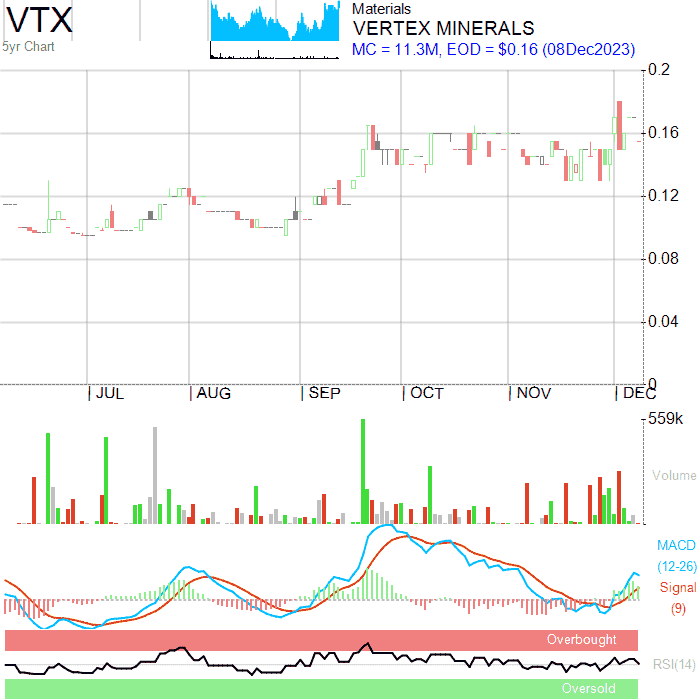 VTX
5yr Chart
Materials
VERTEX MINERALS
MC = 11.3M, EOD = $0.16 (08Dec2023)
0.2
0.16
0.12
0.08
0.04
0
JUL AUG SEP OCT NOV DEC
559k
Volume
MACD
(12-26)
Signal
(9)
Overbought
RSI(14)
Oversold